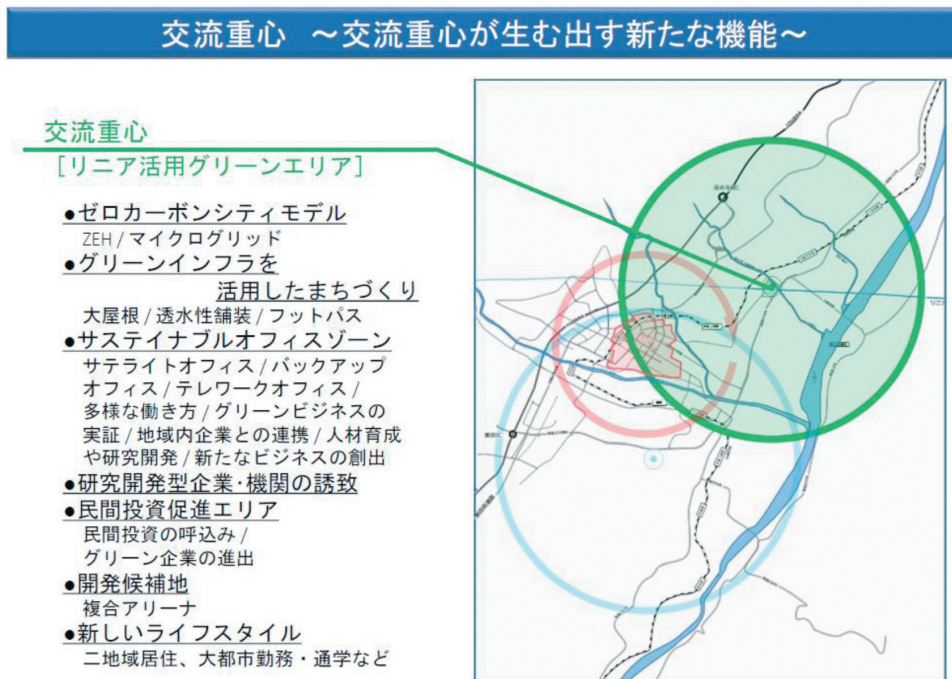 交流重心 ～交流重心が生む出す新たな機能～
交流重心
[リニア活用グリーンエリア]
●ゼロカーボンシティモデル
ZEH / マイクログリッド
●グリーンインフラを
活用したまちづくり
大屋根 / 透水性舗装 / フットパス
●サステイナブルオフィスゾーン
サテライトオフィス / バックアップ
オフィス / テレワークオフィス /
多様な働き方 / グリーンビジネスの
実証 / 地域内企業との連携 / 人材育成
や研究開発 / 新たなビジネスの創出
●研究開発型企業・機関の誘致
●民間投資促進エリア
民間投資の呼込み /
グリーン企業の進出
●開発候補地
複合アリーナ
●新しいライフスタイル
二地域居住、大都市勤務・通学など